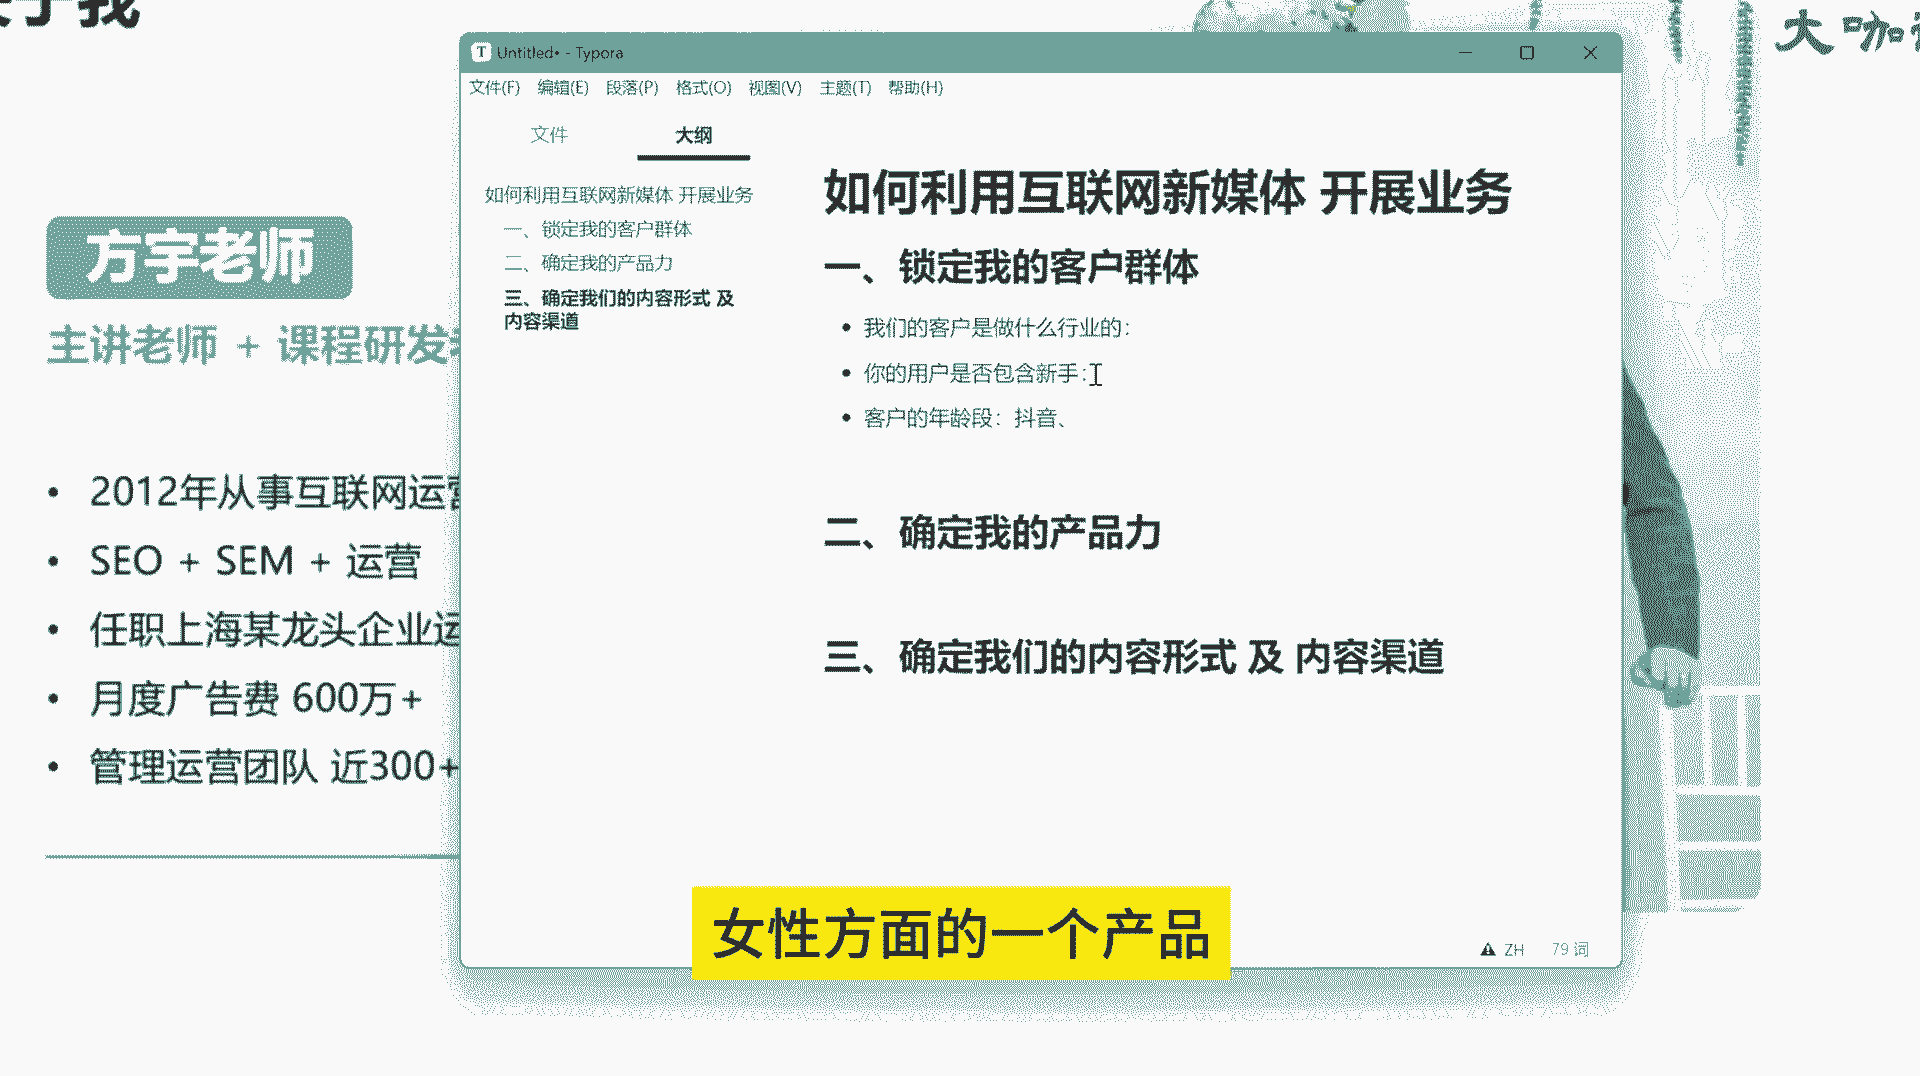 Untitled• - Typora
文件(F) 编辑(E) 段落(P) 格式(O) 视图(V) 主题(T) 帮助(H)
文件 大纲
如何利用互联网新媒体 开展业务
一、锁定我的客户群体
二、确定我的产品力
三、确定我们的内容形式 及
内容渠道
如何利用互联网新媒体 开展业务
一、锁定我的客户群体
• 我们的客户是做什么行业的：
• 你的用户是否包含新手：
• 客户的年龄段：抖音、
二、确定我的产品力
三、确定我们的内容形式 及 内容渠道
ZH 79 词
我
大咖
方宇老师
主讲老师 + 课程研发
• 2012年从事互联网运营
• SEO + SEM + 运营
• 任职上海某龙头企业运
• 月度广告费 600万+
• 管理运营团队 近300+
女性方面的一个产品